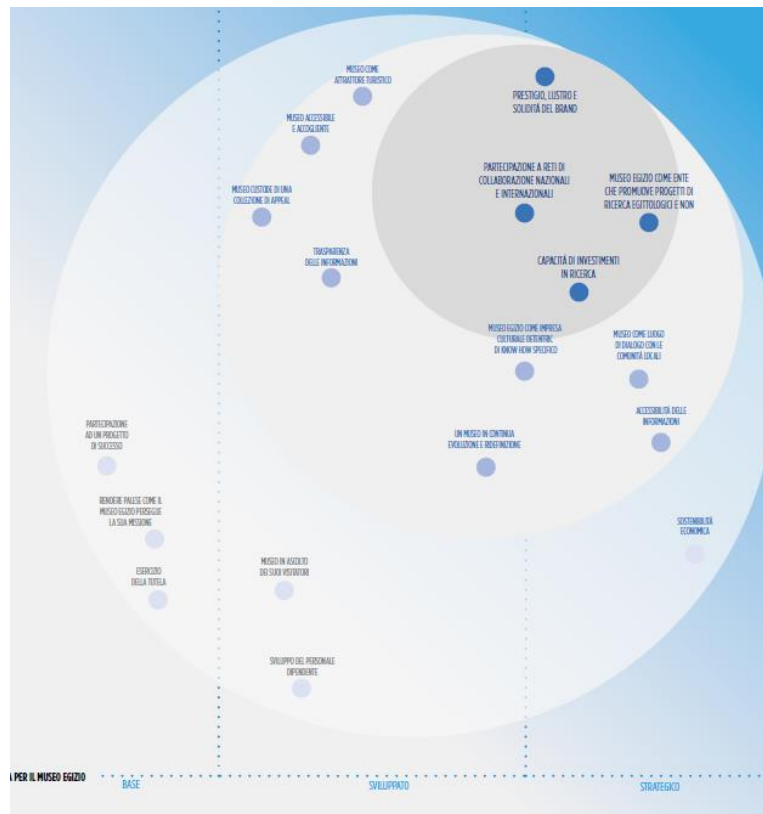 MUSEO COME
ATTRATTORE TURISTICO
PRESTIGIO, LUSTRO E
SOLIDITÀ DEL BRAND
MUSEO ACCESSIBILE
E ACCOGLIENTE
PARTECIPAZIONE A RETI DI
COLLABORAZIONE NAZIONALI
E INTERNAZIONALI
MUSEO EGIZIO COME ENTE
CHE PROMUOVE PROGETTI DI
RICERCA EGITTOLOGICI E NON
MUSEO CUSTODE DI UNA
COLLEZIONE DI APPEAL
TRASPARENZA
DELLE INFORMAZIONI
CAPACITÀ DI INVESTIMENTI
IN RICERCA
MUSEO EGIZIO COME IMPRESA
CULTURALE DETENTRIC
DI KNOW HOW SPECIFICO
MUSEO COME LUOGO
DI DIALOGO CON LE
COMUNITÀ LOCALI
ACCESSIBILITÀ DELLE
INFORMAZIONI
PARTECIPAZIONE
AD UN PROGETTO
DI SUCCESSO
UN MUSEO IN CONTINUA
EVOLUZIONE E RIDEFINIZIONE
RENDERE PALESE COME IL
MUSEO EGIZIO PERSEGUE
LA SUA MISSIONE
SOSTENIBILITÀ
ECONOMICA
ESERCIZIO
DELLA TUTELA
MUSEO IN ASCOLTO
DEI SUOI VISITATORI
SVILUPPO DEL PERSONALE
DIPENDENTE
A PER IL MUSEO EGIZIO
BASE
SVILUPPATO
STRATEGICO